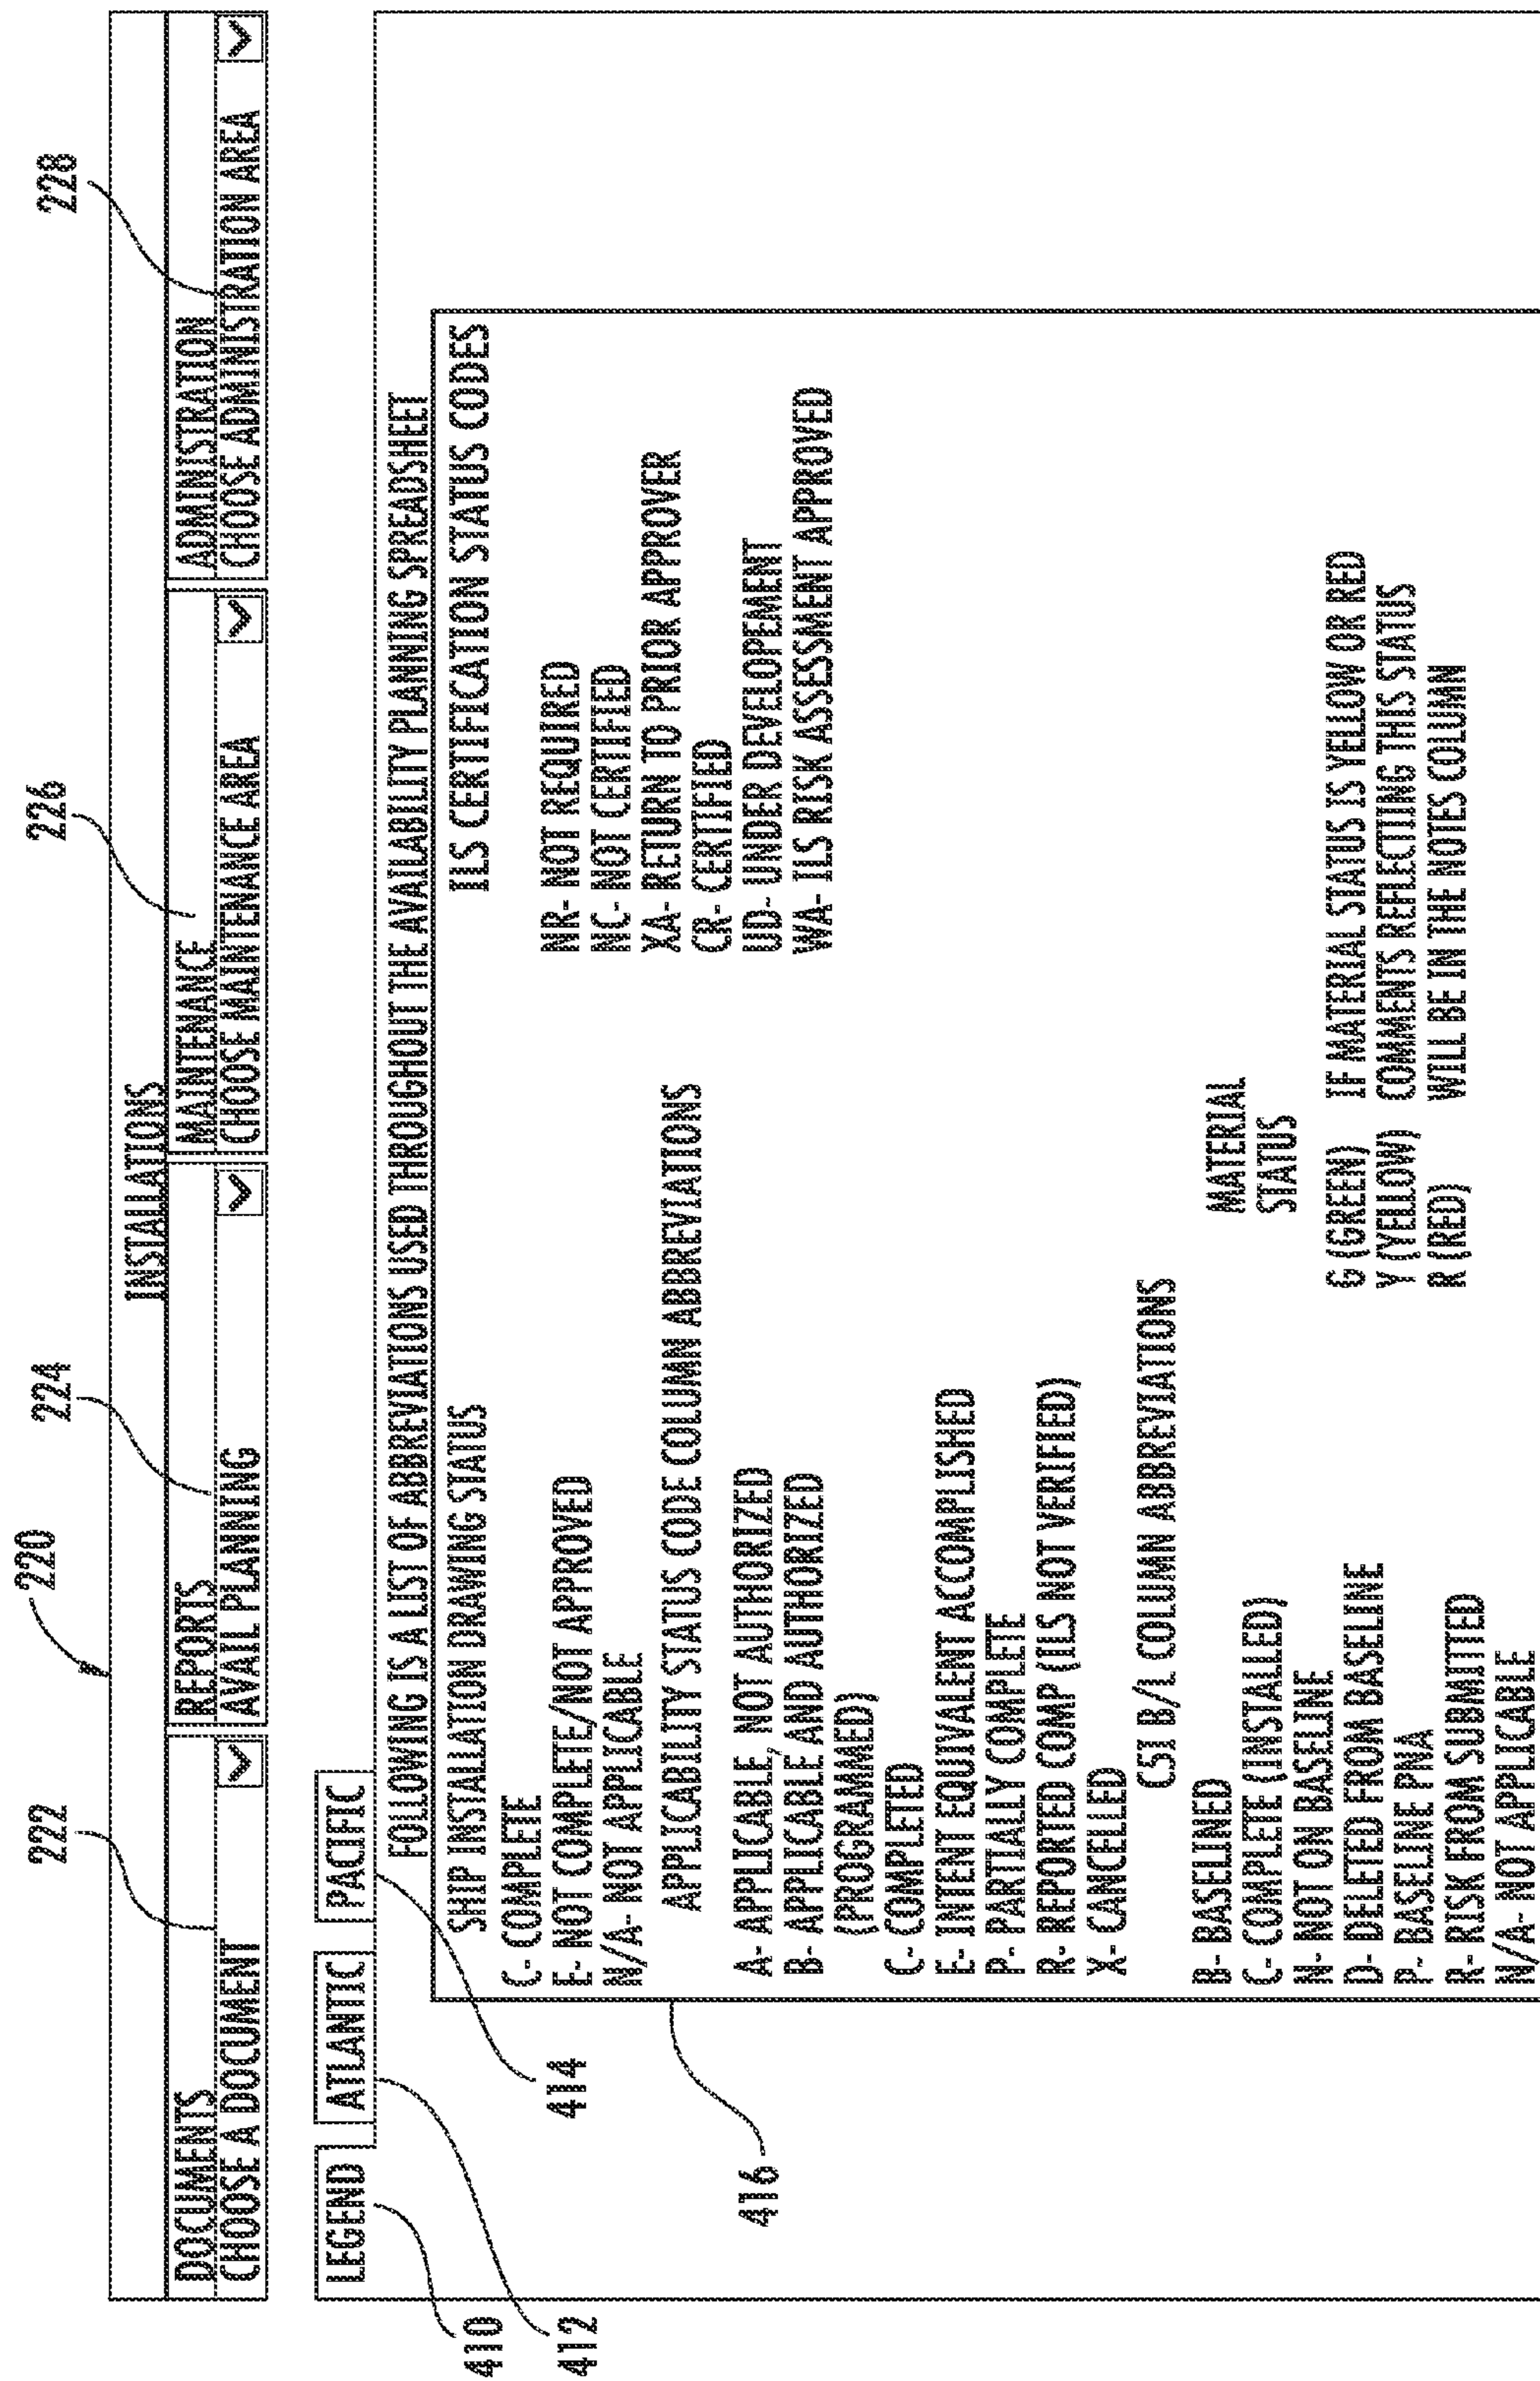 220
222
224
226
228
INSTALLATIONS
DOCUMENTS
REPORTS
MAINTENANCE
ADMINISTRATION
CHOOSE A DOCUMENT
AVAIL PLANNING
CHOOSE MAINTENANCE AREA
CHOOSE ADMINISTRATION AREA
LEGEND
ATLANTIC
PACIFIC
410
412
414
416
FOLLOWING IS A LIST OF ABBREVIATIONS USED THROUGHOUT THE AVAILABILITY PLANNING SPREADSHEET
SHIP INSTALLATION DRAWING STATUS
C- COMPLETE
E- NOT COMPLETE/NOT APPROVED
N/A- NOT APPLICABLE
APPLICABILITY STATUS CODE COLUMN ABBREVIATIONS
A- APPLICABLE, NOT AUTHORIZED
B- APPLICABLE AND AUTHORIZED
(PROGRAMMED)
C- COMPLETED
E- INTENT EQUIVALENT ACCOMPLISHED
P- PARTIALLY COMPLETE
R- REPORTED COMP (ILS NOT VERIFIED)
X- CANCELLED
C5I B/L COLUMN ABBREVIATIONS
B- BASELINED
C- COMPLETE (INSTALLED)
N- NOT ON BASELINE
D- DELETED FROM BASELINE
P- BASELINE PNA
R- RISK FROM SUBMITTED
N/A- NOT APPLICABLE
ILS CERTIFICATION STATUS CODES
NR- NOT REQUIRED
NC- NOT CERTIFIED
XA- RETURN TO PRIOR APPROVER
CR- CERTIFIED
UD- UNDER DEVELOPEMENT
WA- ILS RISK ASSESSMENT APPROVED
MATERIAL
STATUS
G (GREEN) IF MATERIAL STATUS IS YELLOW OR RED
Y (YELLOW) COMMENTS REFLECTING THIS STATUS
R (RED) WILL BE IN THE NOTES COLUMN